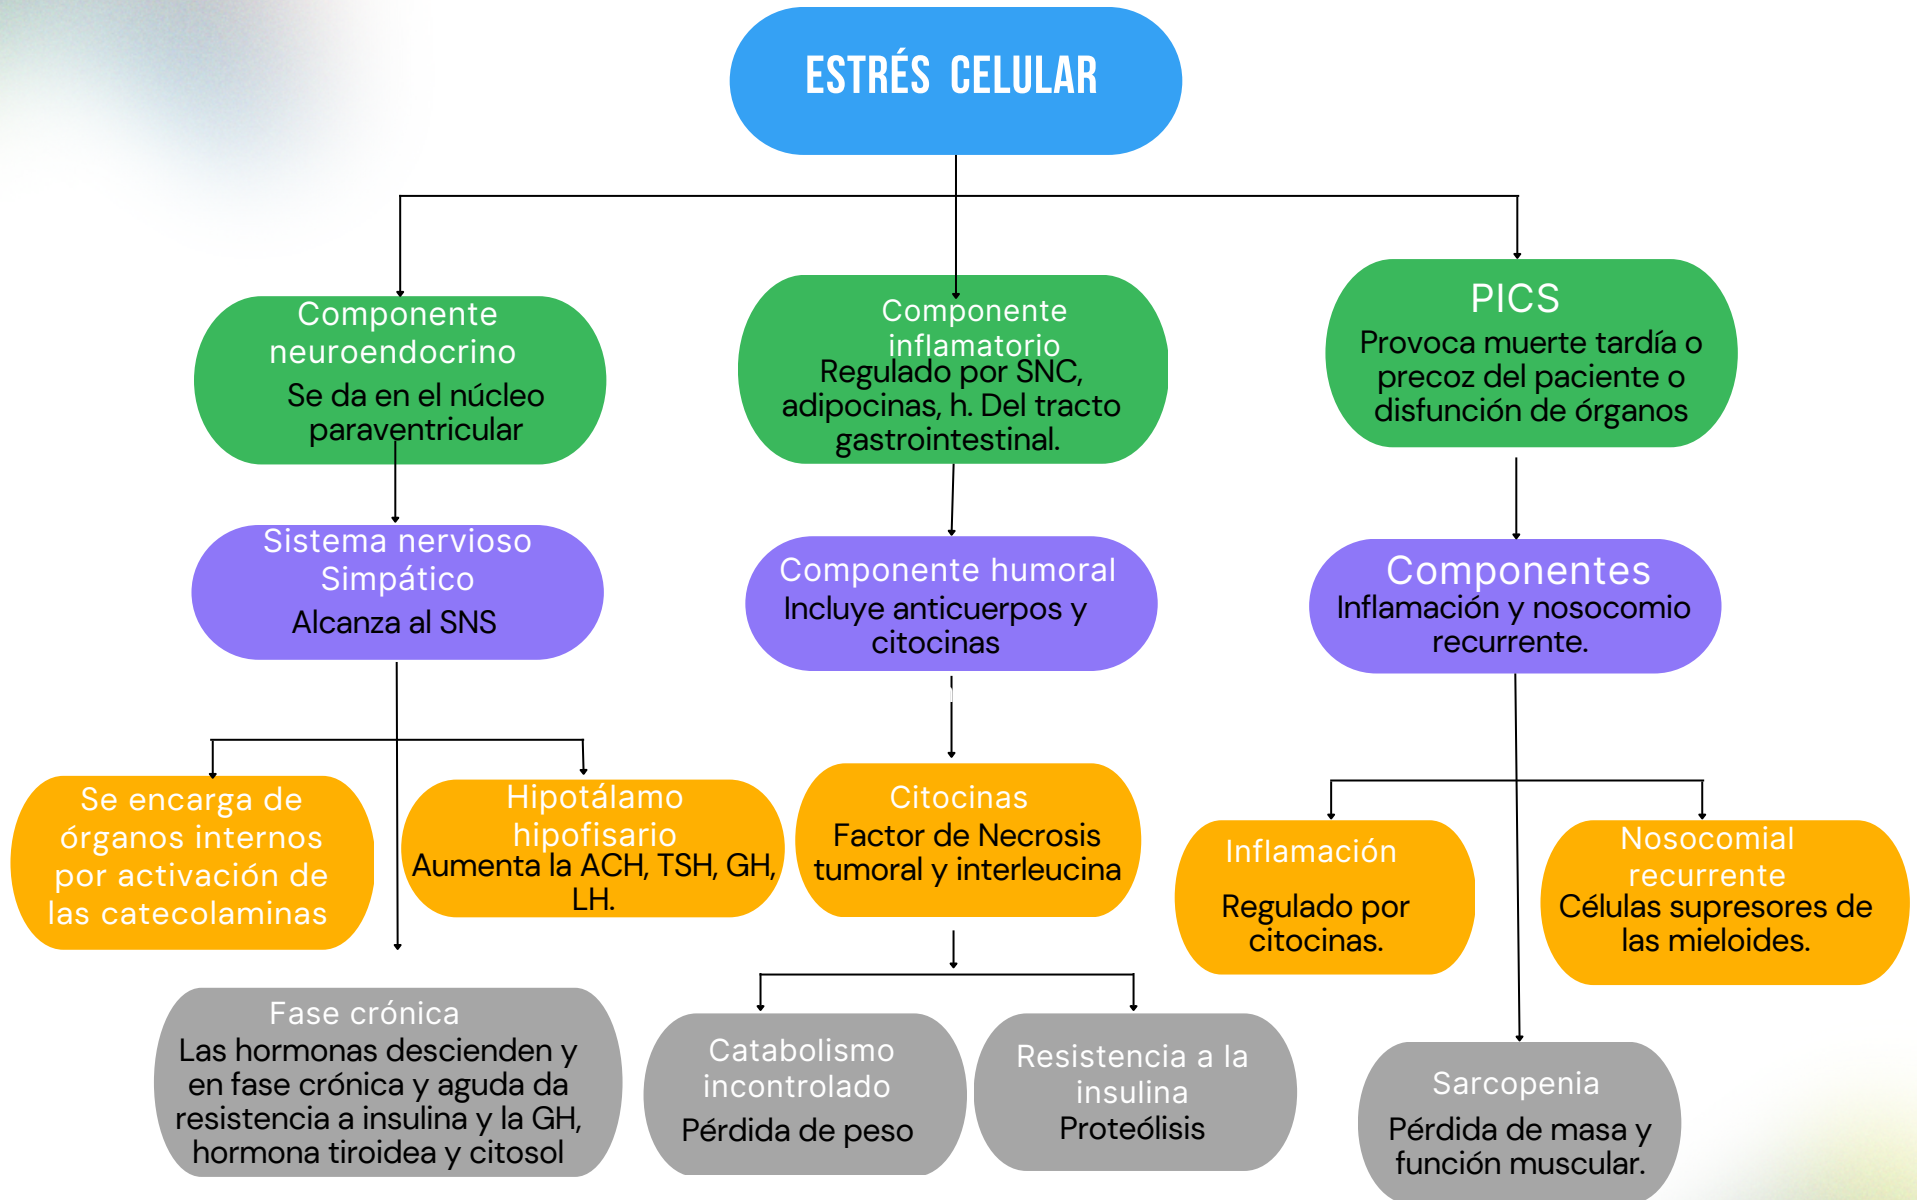 ESTRÉS CELULAR
Componente
neuroendocrino
Se da en el núcleo
paraventricular
Componente
inflamatorio
Regulado por SNC,
adipocinas, h. Del tracto
gastrointestinal.
PICS
Provoca muerte tardía o
precoz del paciente o
disfunción de órganos
Sistema nervioso
Simpático
Alcanza al SNS
Componente humoral
Incluye anticuerpos y
citocinas
Componentes
Inflamación y nosocomio
recurrente.
Se encarga de
órganos internos
por activación de
las catecolaminas
Hipotálamo
hipofisario
Aumenta la ACH, TSH, GH,
LH.
Citocinas
Factor de Necrosis
tumoral y interleucina
Inflamación
Regulado por
citocinas.
Nosocomial
recurrente
Células supresores de
las mieloides.
Fase crónica
Las hormonas descienden y
en fase crónica y aguda da
resistencia a insulina y la GH,
hormona tiroidea y citosol
Catabolismo
incontrolado
Pérdida de peso
Resistencia a la
insulina
Proteólisis
Sarcopenia
Pérdida de masa y
función muscular.